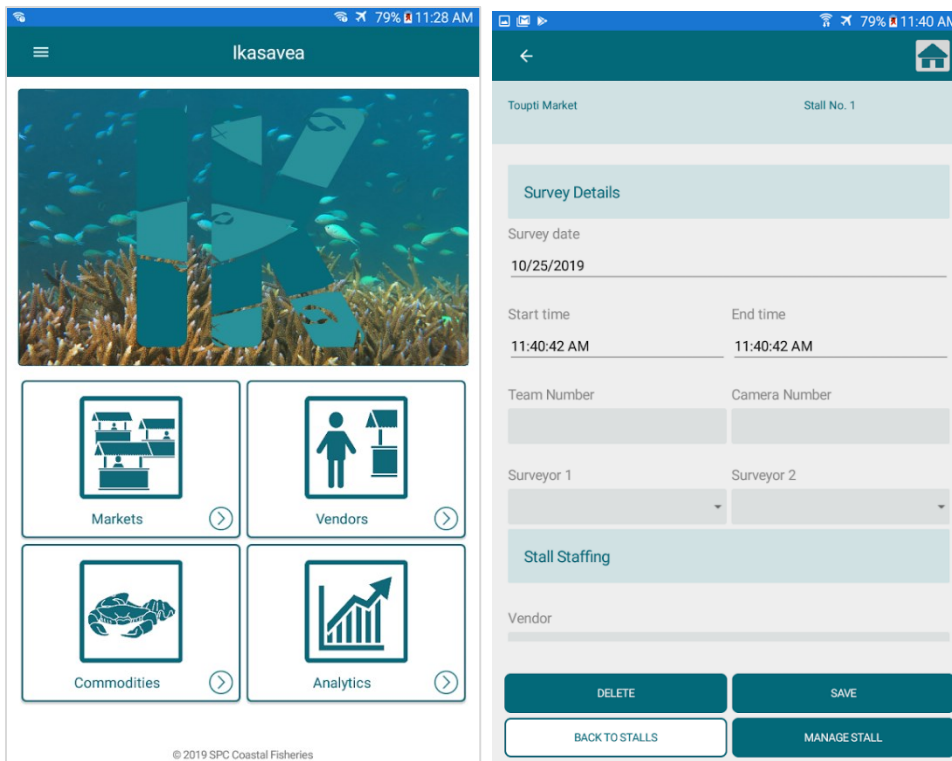 79% 11:28 AM
Ikasavea
Markets
Vendors
Commodities
Analytics
© 2019 SPC Coastal Fisheries
79% 11:40 AM
Toupti Market
Stall No. 1
Survey Details
Survey date
10/25/2019
Start time
End time
11:40:42 AM
11:40:42 AM
Team Number
Camera Number
Surveyor 1
Surveyor 2
Stall Staffing
Vendor
DELETE
SAVE
BACK TO STALLS
MANAGE STALL